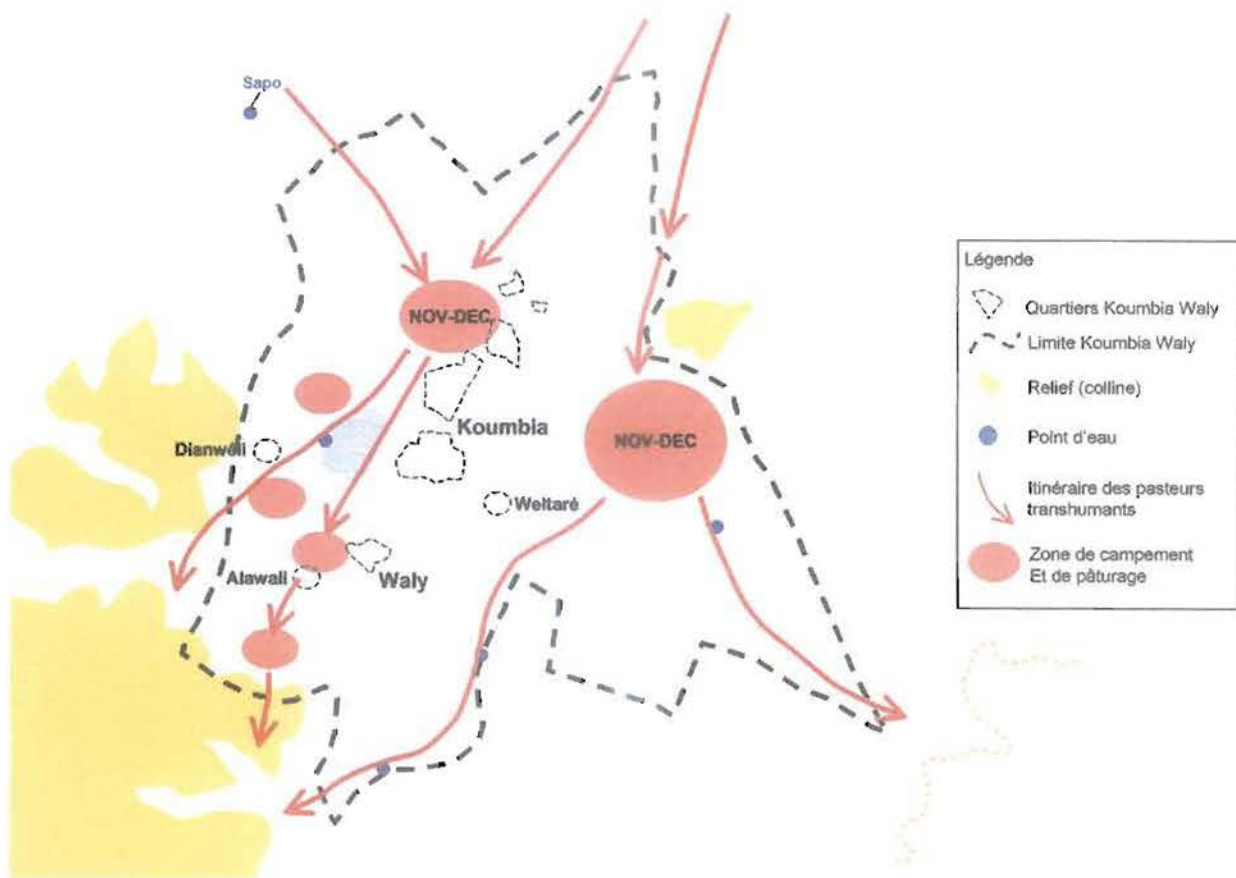 Sapo
NOV-DEC
Koumbia
NOV-DEC
Dianwéli
Weltaré
Alawali
Waly
Légende
Quartiers Koumbia Waly
Limite Koumbia Waly
Relief (colline)
Point d'eau
Itinéraire des pasteurs
transhumants
Zone de campement
Et de pâturage